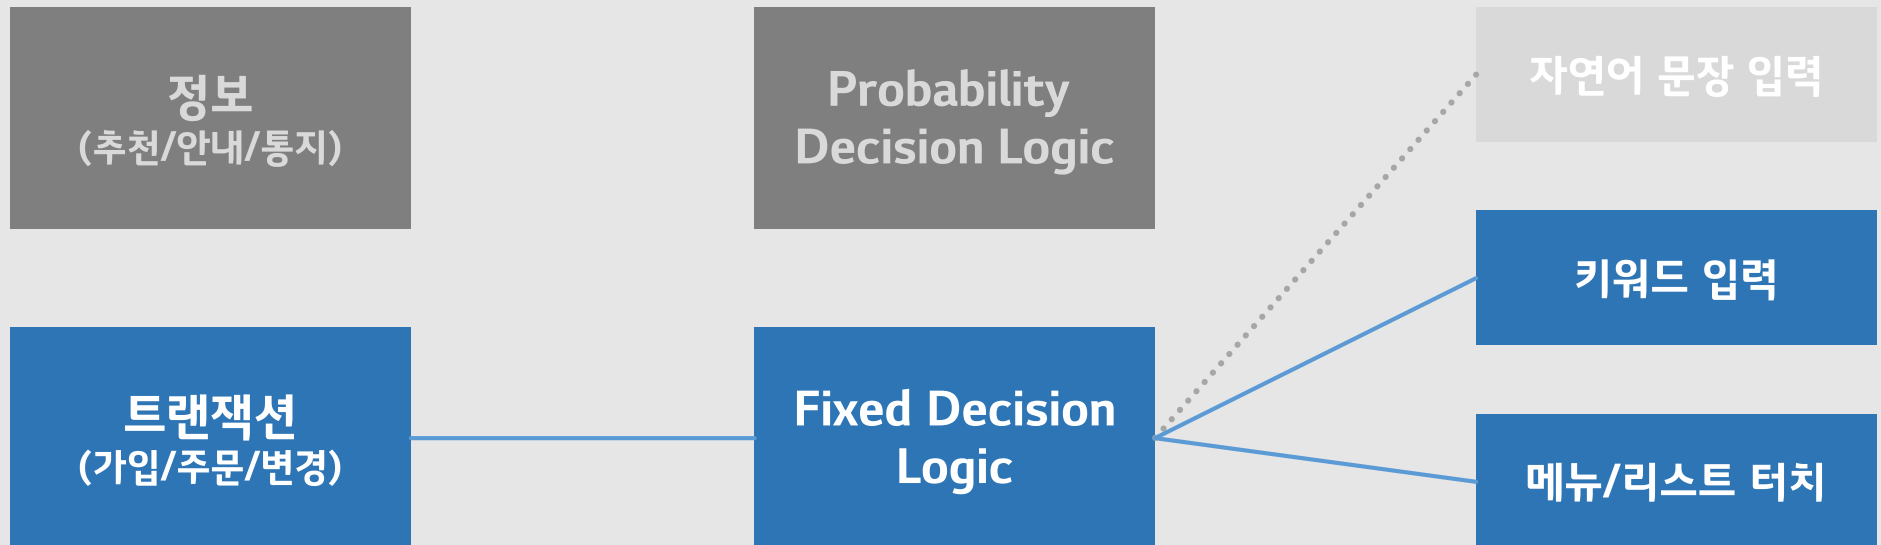 정보
(추천/안내/통지)
Probability
Decision Logic
자연어 문장 입력
키워드 입력
트랜잭션
(가입/주문/변경)
Fixed Decision
Logic
메뉴/리스트 터치